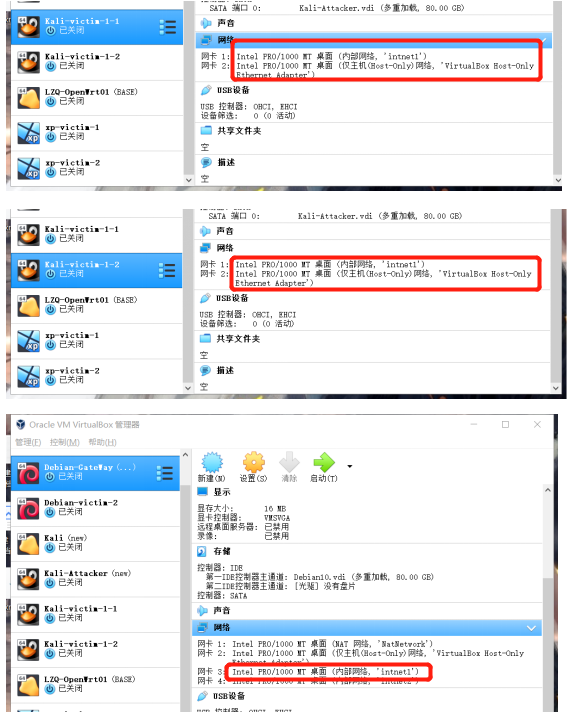 Kali-victim-1-1
已关闭
Kali-victim-1-2
已关闭
LZQ-OpenWrt01 (BASE)
已关闭
xp-victim-1
已关闭
xp-victim-2
已关闭
SATA 端口 0: Kali-Attacker.vdi (多重加载, 80.00 GB)
声音
网络
网卡 1: Intel PRO/1000 MT 桌面 (内部网络, 'intnet1')
网卡 2: Intel PRO/1000 MT 桌面 (仅主机(Host-Only)网络, 'VirtualBox Host-Only
Ethernet Adapter')
USB设备
USB 控制器: OHCI, EHCI
设备筛选: 0 (0 活动)
共享文件夹
空
描述
空
Kali-victim-1-1
已关闭
Kali-victim-1-2
已关闭
LZQ-OpenWrt01 (BASE)
已关闭
xp-victim-1
已关闭
xp-victim-2
已关闭
SATA 端口 0: Kali-Attacker.vdi (多重加载, 80.00 GB)
声音
网络
网卡 1: Intel PRO/1000 MT 桌面 (内部网络, 'intnet1')
网卡 2: Intel PRO/1000 MT 桌面 (仅主机(Host-Only)网络, 'VirtualBox Host-Only
Ethernet Adapter')
USB设备
USB 控制器: OHCI, EHCI
设备筛选: 0 (0 活动)
共享文件夹
空
描述
空
Oracle VM VirtualBox 管理器
管理(F) 控制(M) 帮助(H)
Debian-GateWay (...)
已关闭
Debian-victim-2
已关闭
Kali (new)
已关闭
Kali-Attacker (new)
已关闭
Kali-victim-1-1
已关闭
Kali-victim-1-2
已关闭
LZQ-OpenWrt01 (BASE)
已关闭
新建(N) 设置(S) 清除 启动(T)
显示
显存大小: 16 MB
显卡控制器: VMSVGA
远程桌面服务器: 已禁用
录像: 已禁用
存储
控制器: IDE
第一IDE控制器主通道: Debian10.vdi (多重加载, 80.00 GB)
第二IDE控制器主通道: [光驱] 没有盘片
控制器: SATA
声音
网络
网卡 1: Intel PRO/1000 MT 桌面 (NAT 网络, 'NatNetwork')
网卡 2: Intel PRO/1000 MT 桌面 (仅主机(Host-Only)网络, 'VirtualBox Host-Only
Ethernet Adapter')
网卡 3: Intel PRO/1000 MT 桌面 (内部网络, 'intnet1')
网卡 4: Intel PRO/1000 MT 桌面 (内部网络, 'intnet2')
USB设备
USB 控制器: OHCI, EHCI